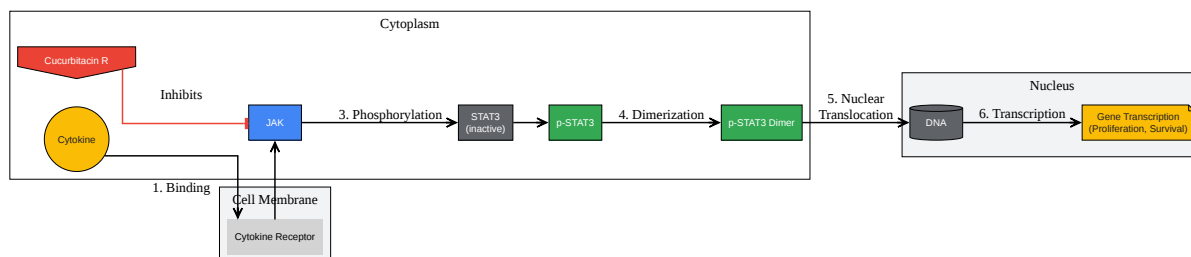 Cytoplasm
Cucurbitacin R
Inhibits
Cytokine
JAK
3. Phosphorylation
STAT3
(inactive)
p-STAT3
4. Dimerization
p-STAT3 Dimer
5. Nuclear
Translocation
Nucleus
DNA
6. Transcription
Gene Transcription
(Proliferation, Survival)
1. Binding
Cell Membrane
Cytokine Receptor